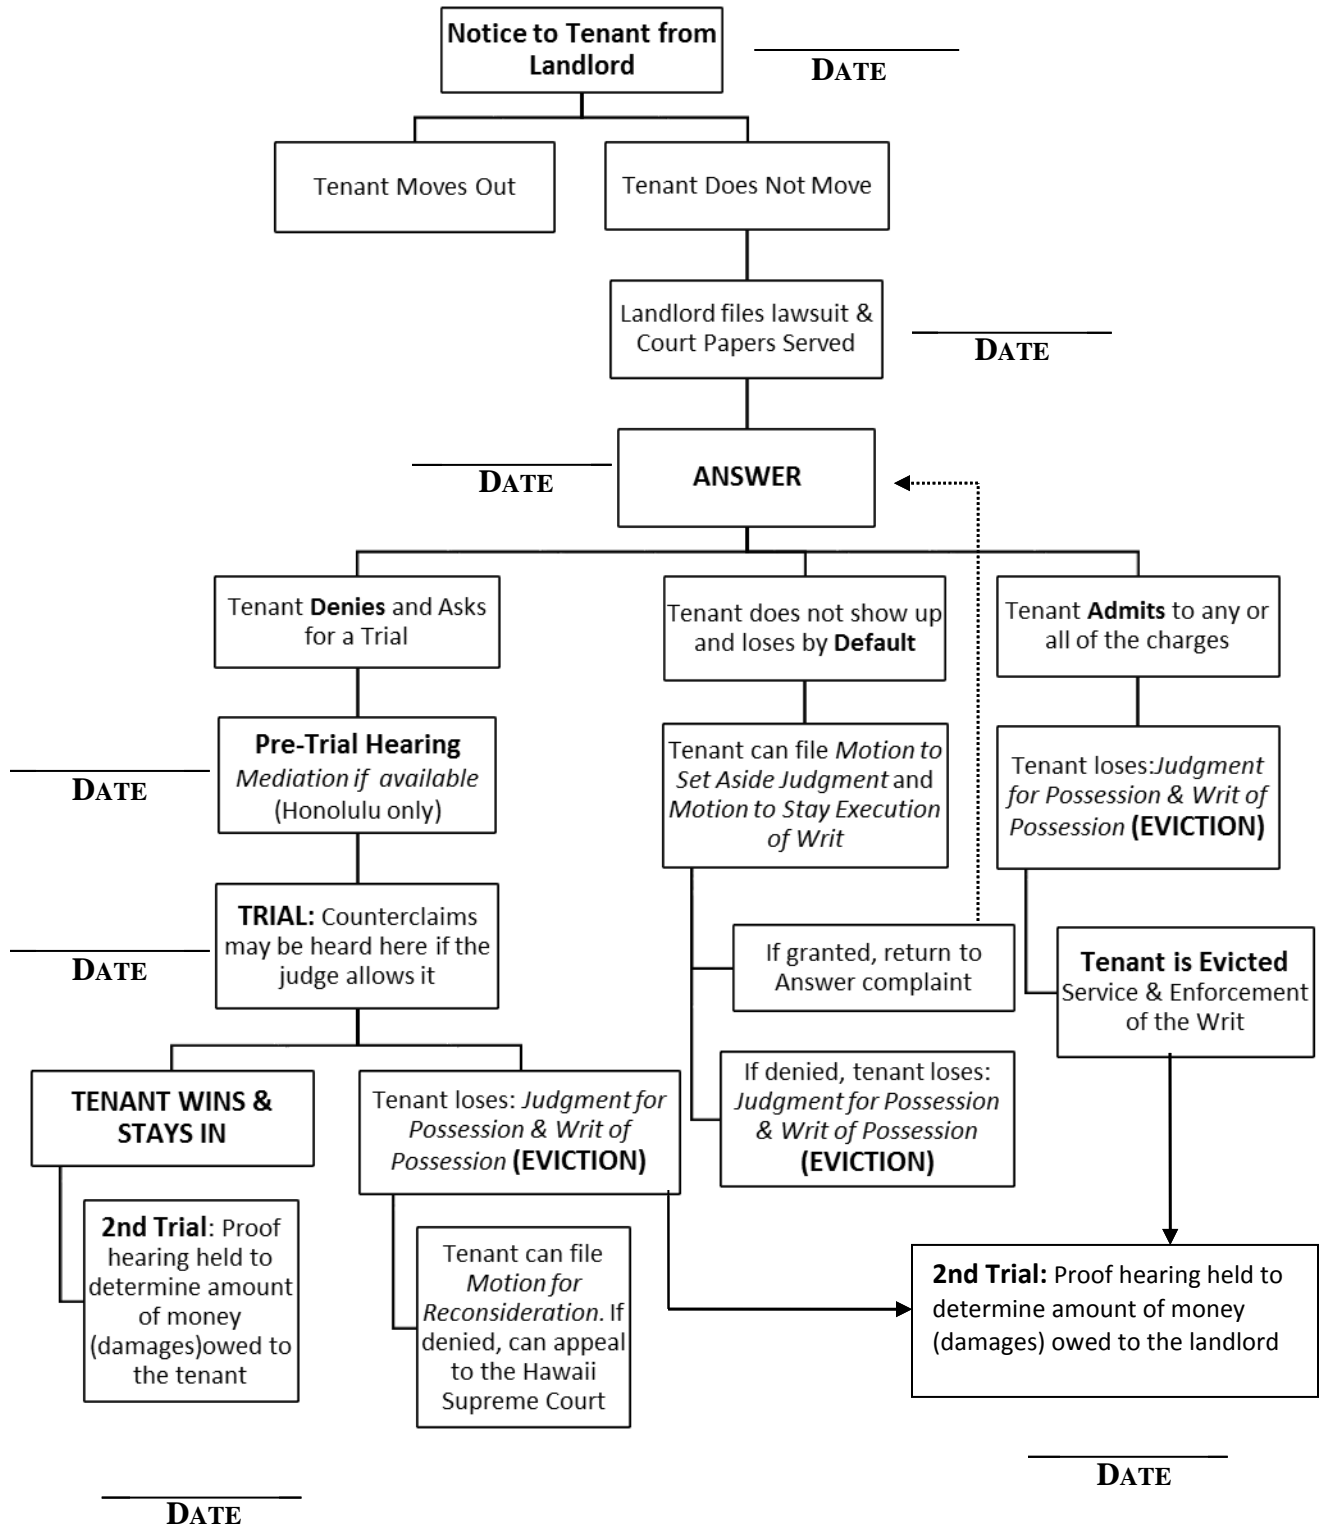 Notice to Tenant from
Landlord
DATE
Tenant Moves Out
Tenant Does Not Move
Landlord files lawsuit &
Court Papers Served
DATE
ANSWER
DATE
Tenant Denies and Asks
for a Trial
Tenant does not show up
and loses by Default
Tenant Admits to any or
all of the charges
Pre-Trial Hearing
Mediation if available
(Honolulu only)
DATE
Tenant can file Motion to
Set Aside Judgment and
Motion to Stay Execution
of Writ
Tenant loses:Judgment
for Possession & Writ of
Possession (EVICTION)
TRIAL: Counterclaims
may be heard here if the
judge allows it
DATE
If granted, return to
Answer complaint
Tenant is Evicted
Service & Enforcement
of the Writ
TENANT WINS &
STAYS IN
Tenant loses: Judgment for
Possession & Writ of
Possession (EVICTION)
If denied, tenant loses:
Judgment for Possession
& Writ of Possession
(EVICTION)
2nd Trial: Proof
hearing held to
determine amount
of money
(damages)owed to
the tenant
Tenant can file
Motion for
Reconsideration. If
denied, can appeal
to the Hawaii
Supreme Court
2nd Trial: Proof hearing held to
determine amount of money
(damages) owed to the landlord
DATE
DATE